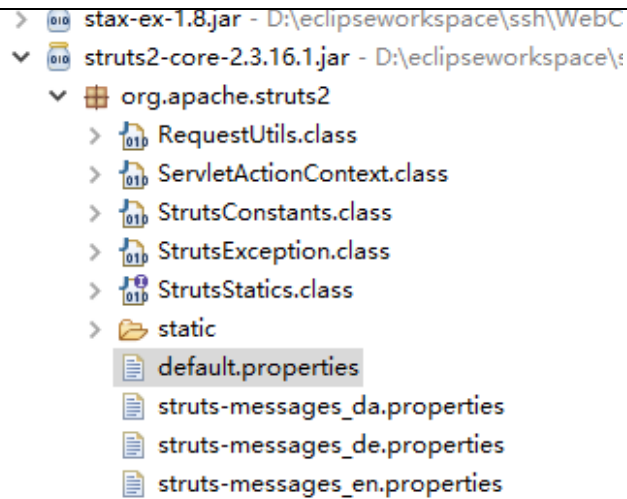 stax-ex-1.8.jar - D:\eclipseworkspace\ssh\WebC
struts2-core-2.3.16.1.jar - D:\eclipseworkspace\s
org.apache.struts2
RequestUtils.class
ServletActionContext.class
StrutsConstants.class
StrutsException.class
StrutsStatics.class
static
default.properties
struts-messages_da.properties
struts-messages_de.properties
struts-messages_en.properties